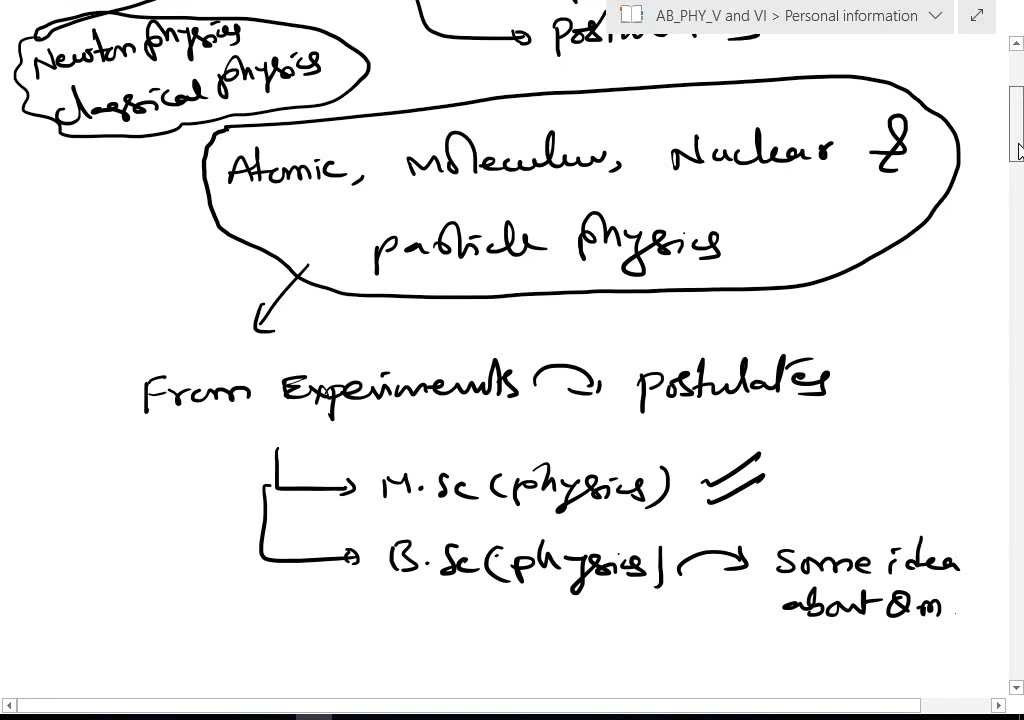 AB_PHY_V and VI > Personal information
Newton physics
classical physics
Atomic, Molecular, Nuclear &
particle physics
From Experiments → postulates
→ M.Sc (physics)
→ B.Sc (physics) → Some idea
about Qm.